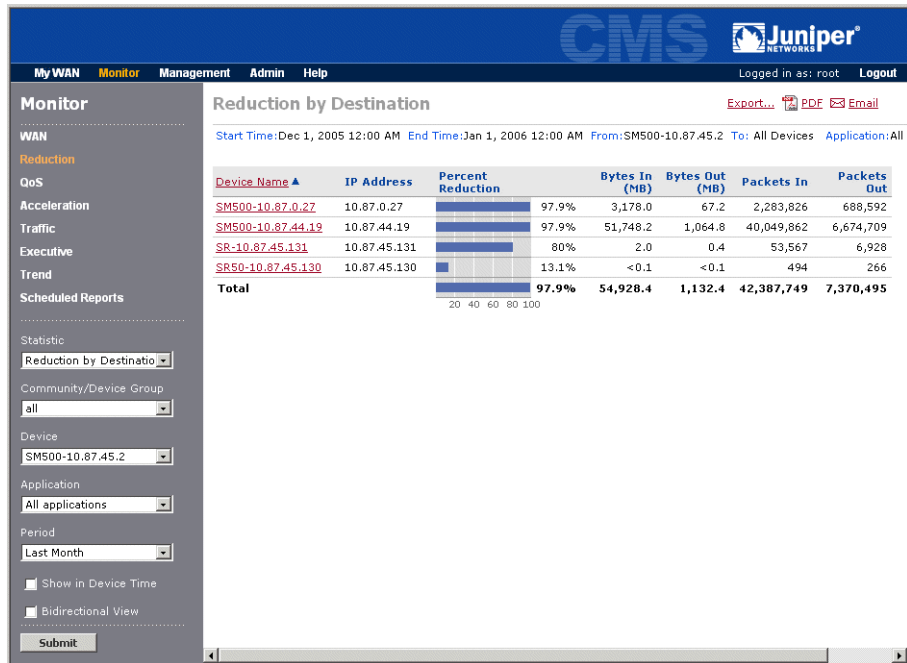 CMS
Juniper®
NETWORKS
My WAN Monitor Management Admin Help
Logged in as: root Logout
Monitor
WAN
Reduction
QoS
Acceleration
Traffic
Executive
Trend
Scheduled Reports
Statistic
Reduction by Destinatio
Community/Device Group
all
Device
SM500-10.87.45.2
Application
All applications
Period
Last Month
Show in Device Time
Bidirectional View
Submit
Reduction by Destination
Export... PDF Email
Start Time:Dec 1, 2005 12:00 AM End Time:Jan 1, 2006 12:00 AM From:SM500-10.87.45.2 To: All Devices Application:All
Device Name IP Address Percent Reduction Bytes In (MB) Bytes Out (MB) Packets In Packets Out
SM500-10.87.0.27 10.87.0.27 97.9% 3,178.0 67.2 2,283,826 688,592
SM500-10.87.44.19 10.87.44.19 97.9% 51,748.2 1,064.8 40,049,862 6,674,709
SR-10.87.45.131 10.87.45.131 80% 2.0 0.4 53,567 6,928
SR50-10.87.45.130 10.87.45.130 13.1% <0.1 <0.1 494 266
Total 97.9% 54,928.4 1,132.4 42,387,749 7,370,495
20 40 60 80 100